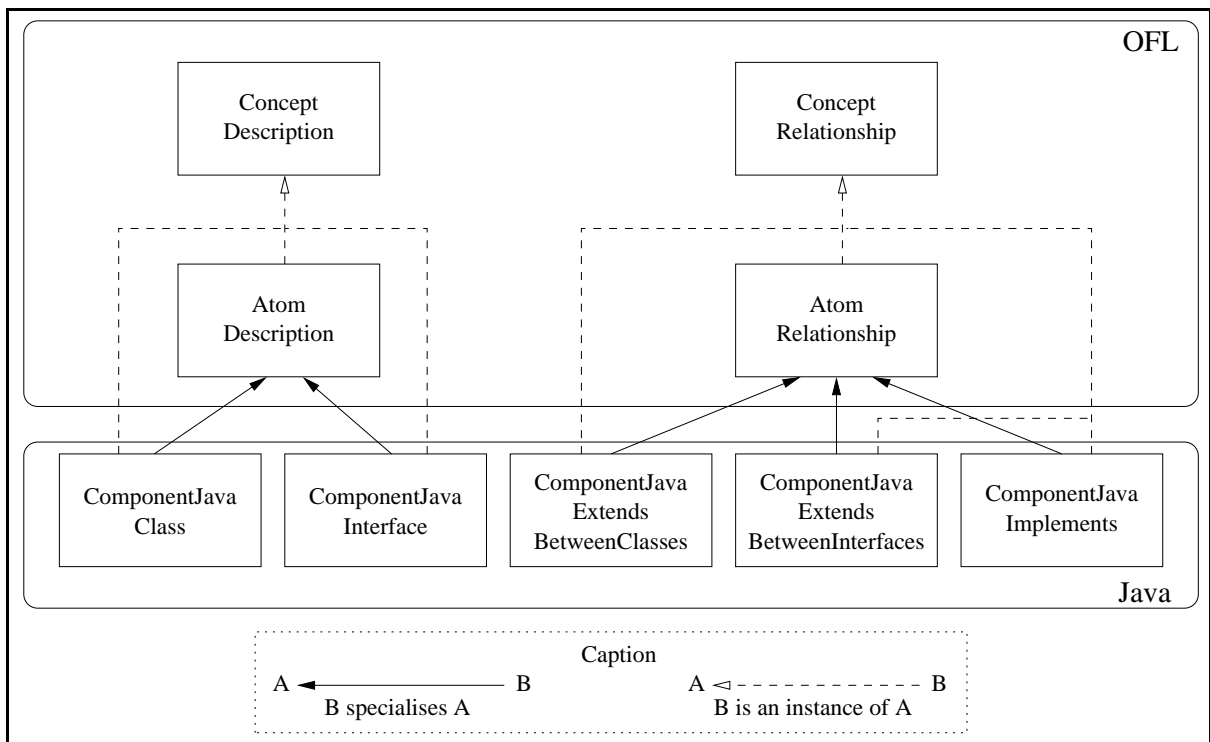 OFL
Concept
Description
Concept
Relationship
Atom
Description
Atom
Relationship
ComponentJava
Class
ComponentJava
Interface
ComponentJava
Extends
BetweenClasses
ComponentJava
Extends
BetweenInterfaces
ComponentJava
Implements
Java
Caption
A
B
B specialises A
A
B
B is an instance of A